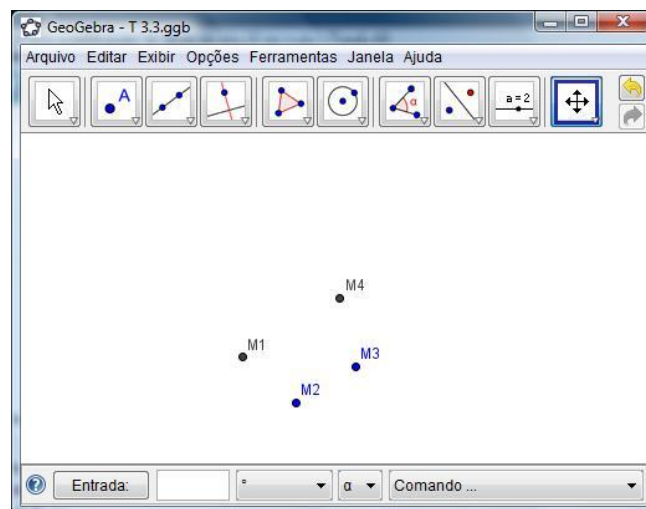 GeoGebra - T 3.3.ggb
Arquivo Editar Exibir Opções Ferramentas Janela Ajuda
A
α
a = 2
M4
M1
M3
M2
Entrada:
°
α
Comando ...